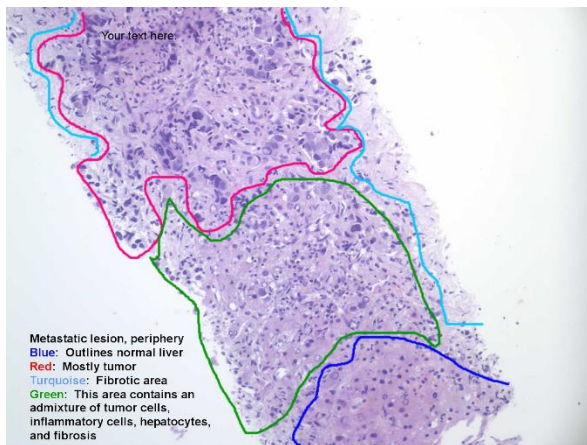 Your text here.
Metastatic lesion, periphery
Blue: Outlines normal liver
Red: Mostly tumor
Turquoise: Fibrotic area
Green: This area contains an
admixture of tumor cells,
inflammatory cells, hepatocytes,
and fibrosis